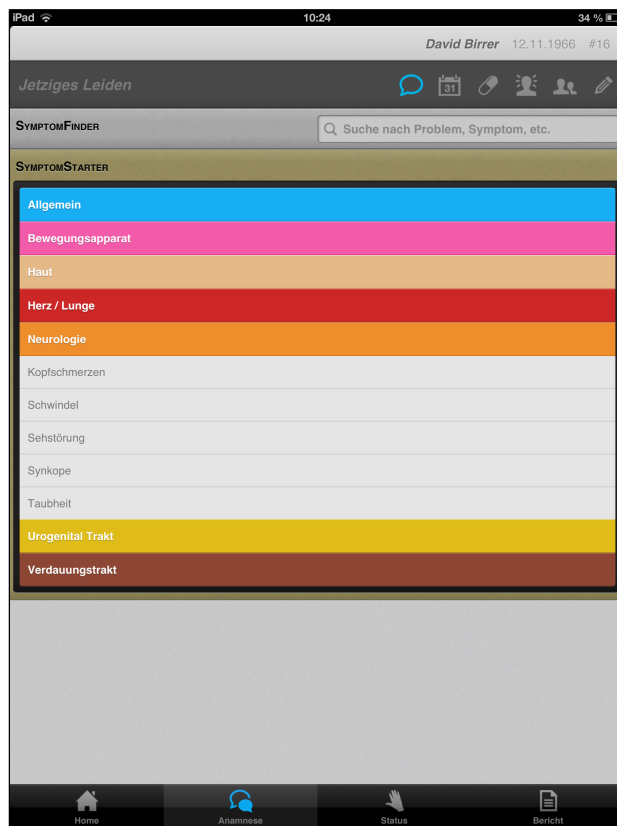 iPad 10:24 34 %
David Birrer 12.11.1966 #16
Jetziges Leiden 31
SYMPTOMFINDER Suche nach Problem, Symptom, etc.
SYMPTOMSTARTER
Allgemein
Bewegungsapparat
Haut
Herz / Lunge
Neurologie
Kopfschmerzen
Schwindel
Sehstörung
Synkope
Taubheit
Urogenital Trakt
Verdauungstrakt
Home Anamnese Status Bericht